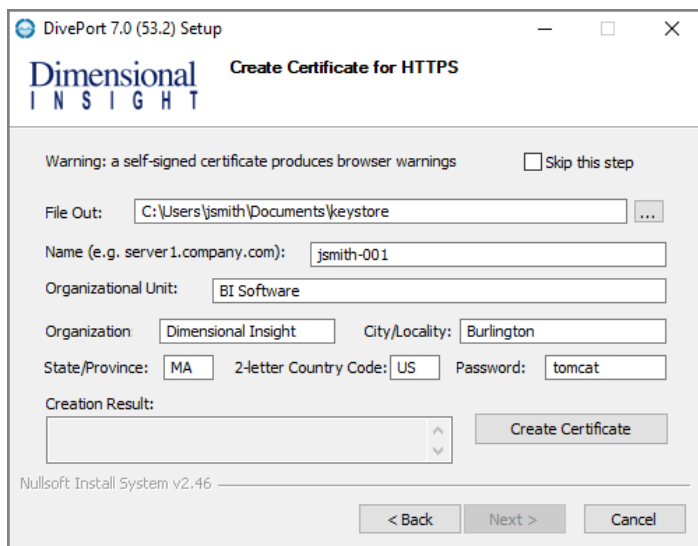 DivePort 7.0 (53.2) Setup
Dimensional
INSIGHT
Create Certificate for HTTPS
Warning: a self-signed certificate produces browser warnings Skip this step
File Out: C:\Users\jsmith\Documents\keystore ...
Name (e.g. server1.company.com): jsmith-001
Organizational Unit: BI Software
Organization: Dimensional Insight City/Locality: Burlington
State/Province: MA 2-letter Country Code: US Password: tomcat
Creation Result:
Create Certificate
Nullsoft Install System v2.46
< Back Next > Cancel